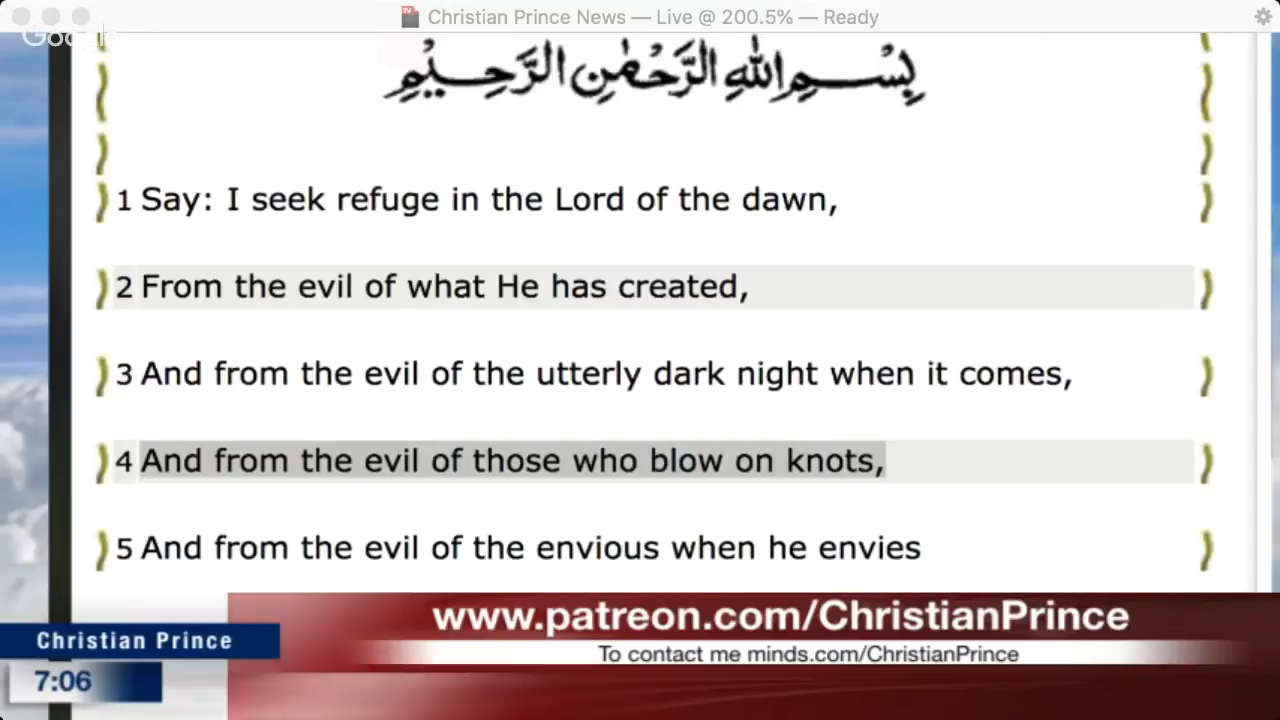 Christian Prince News — Live @ 200.5% — Ready
Google
بِسْمِ اللهِ الرَّحْمٰنِ الرَّحِيْمِ
1 Say: I seek refuge in the Lord of the dawn,
2 From the evil of what He has created,
3 And from the evil of the utterly dark night when it comes,
4 And from the evil of those who blow on knots,
5 And from the evil of the envious when he envies
www.patreon.com/ChristianPrince
Christian Prince
To contact me minds.com/ChristianPrince
7:06